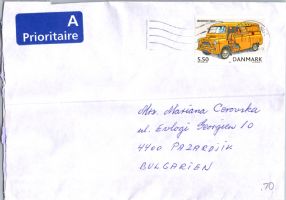 A
Prioritaire
5.50 DANMARK
Mrs. Mariana Cerovska
ul. Evlogi Georgiev 10
4400 PAZARDJIK
BULGARIEN
.70